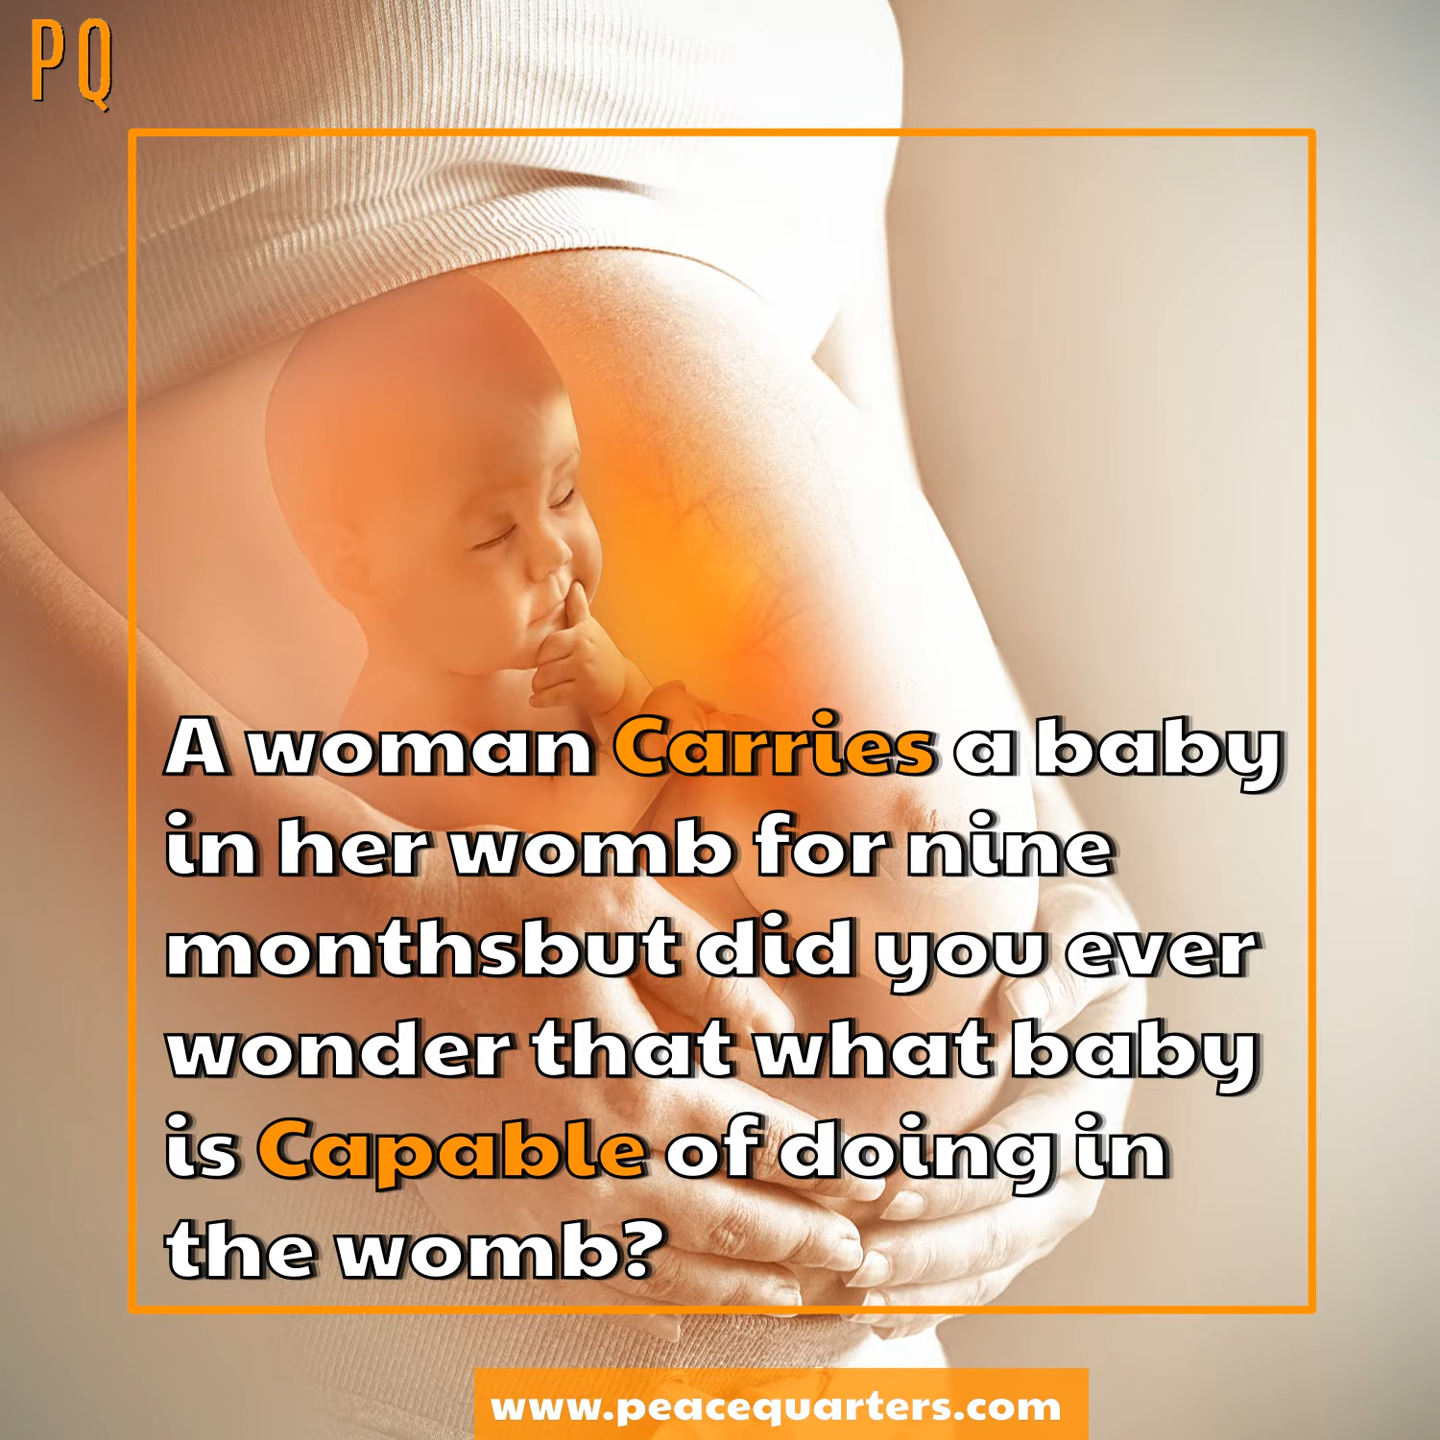 PQ
A woman Carries a baby
in her womb for nine
monthsbut did you ever
wonder that what baby
is Capable of doing in
the womb?
www.peacequarters.com